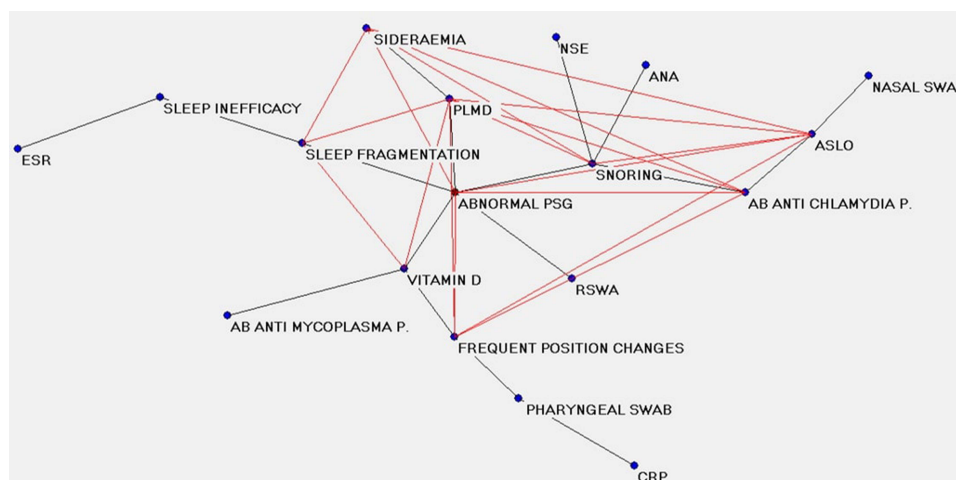 SIDERAEMIA
NSE
ANA
NASAL SWA
SLEEP INEFFICACY
PLMD
ASLO
ESR
SLEEP FRAGMENTATION
SNORING
ABNORMAL PSG
AB ANTI CHLAMYDIA P.
VITAMIN D
RSWA
AB ANTI MYCOPLASMA P.
FREQUENT POSITION CHANGES
PHARYNGEAL SWAB
CRP